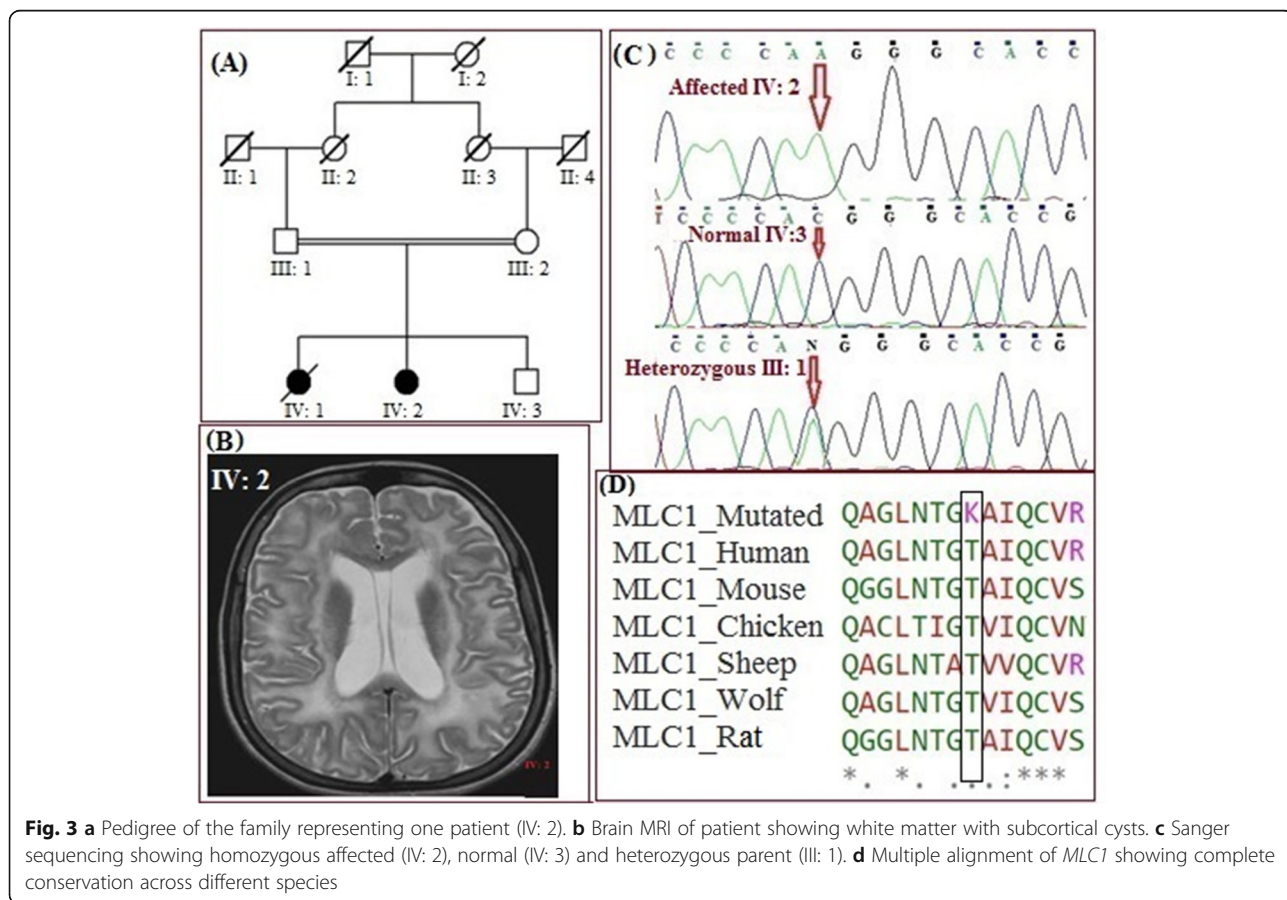 (A)
I: 1 I: 2
II: 1 II: 2 II: 3 II: 4
III: 1 III: 2
IV: 1 IV: 2 IV: 3
(B)
IV: 2
IV: 2
(C)
C C C C A A G G G C A C C
Affected IV: 2
T C C C C A C G G G C A C C G
Normal IV:3
C C C C A N G G G C A C C G
Heterozygous III: 1
(D)
MLC1_Mutated QAGLNTGKAIQCVR
MLC1_Human QAGLNTGTAIQCVR
MLC1_Mouse QGGLNTGTAIQCVS
MLC1_Chicken QACLTIGTVIQCVN
MLC1_Sheep QAGLNTATVVQCVR
MLC1_Wolf QAGLNTGTVIQCVS
MLC1_Rat QGGLNTGTAIQCVS
*. *. ...:***
Fig. 3 a Pedigree of the family representing one patient (IV: 2). b Brain MRI of patient showing white matter with subcortical cysts. c Sanger
sequencing showing homozygous affected (IV: 2), normal (IV: 3) and heterozygous parent (III: 1). d Multiple alignment of MLC1 showing complete
conservation across different species